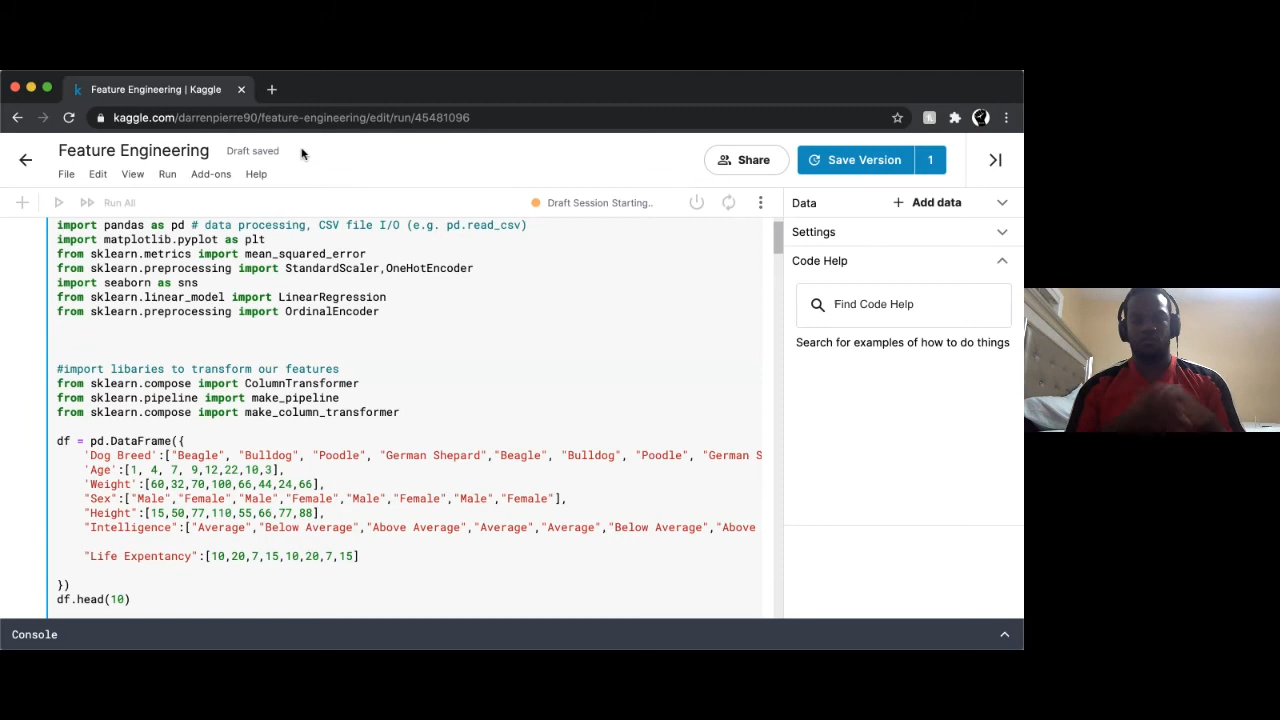 Feature Engineering | Kaggle
kaggle.com/darrenpierre90/feature-engineering/edit/run/45481096
Feature Engineering
Draft saved
Share
Save Version
1
File
Edit
View
Run
Add-ons
Help
Run All
Draft Session Starting..
Data
Add data
Settings
Code Help
Find Code Help
Search for examples of how to do things
import pandas as pd # data processing, CSV file I/O (e.g. pd.read_csv)
import matplotlib.pyplot as plt
from sklearn.metrics import mean_squared_error
from sklearn.preprocessing import StandardScaler,OneHotEncoder
import seaborn as sns
from sklearn.linear_model import LinearRegression
from sklearn.preprocessing import OrdinalEncoder
#import libaries to transform our features
from sklearn.compose import ColumnTransformer
from sklearn.pipeline import make_pipeline
from sklearn.compose import make_column_transformer
df = pd.DataFrame({
'Dog Breed':["Beagle", "Bulldog", "Poodle", "German Shepard","Beagle", "Bulldog", "Poodle", "German S
'Age':[1, 4, 7, 9,12,22,10,3],
'Weight':[60,32,70,100,66,44,24,66],
"Sex":["Male","Female","Male","Female","Male","Female","Male","Female"],
"Height":[15,50,77,110,55,66,77,88],
"Intelligence":["Average","Below Average","Above Average","Average","Average","Below Average","Above
"Life Expentancy":[10,20,7,15,10,20,7,15]
})
df.head(10)
Console